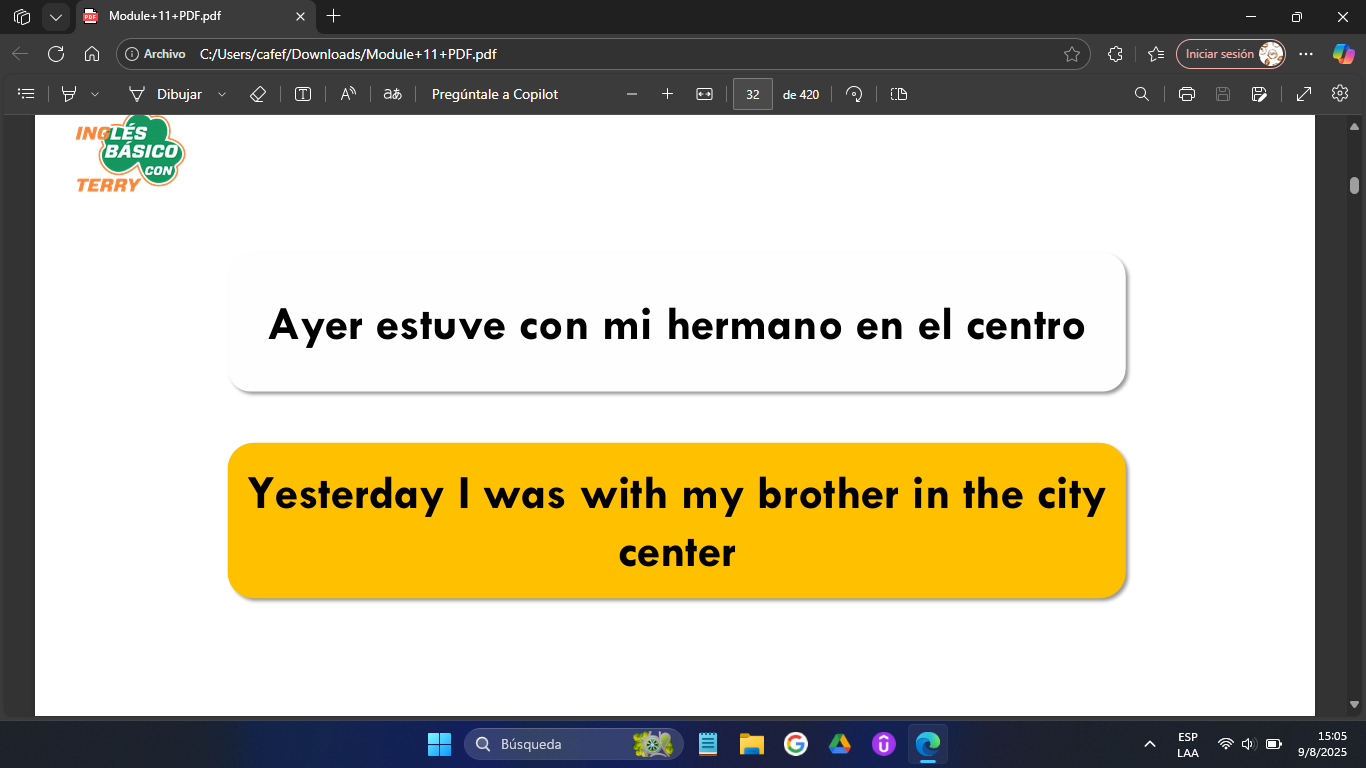 Module+11+PDF.pdf
Archivo C:/Users/cafef/Downloads/Module+11+PDF.pdf Iniciar sesión
Dibujar Pregúntale a Copilot 32 de 420
INGLÉS
BÁSICO
CON
TERRY
Ayer estuve con mi hermano en el centro
Yesterday I was with my brother in the city
center
Búsqueda
ESP
LAA
15:05
9/8/2025